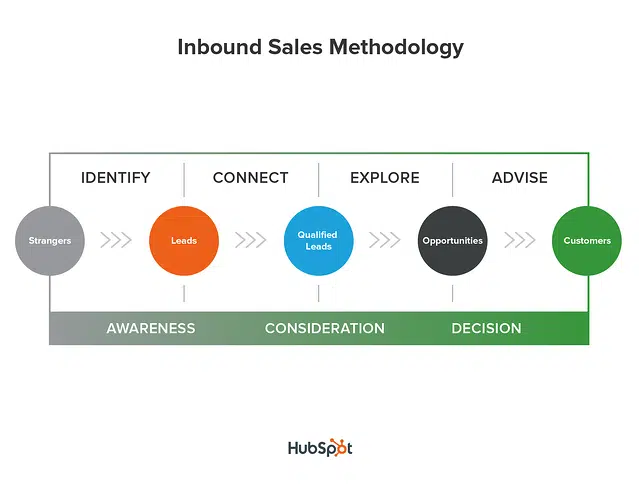 Inbound Sales Methodology
IDENTIFY
CONNECT
EXPLORE
ADVISE
Strangers
Leads
Qualified
Leads
Opportunities
Customers
AWARENESS
CONSIDERATION
DECISION
HubSpot